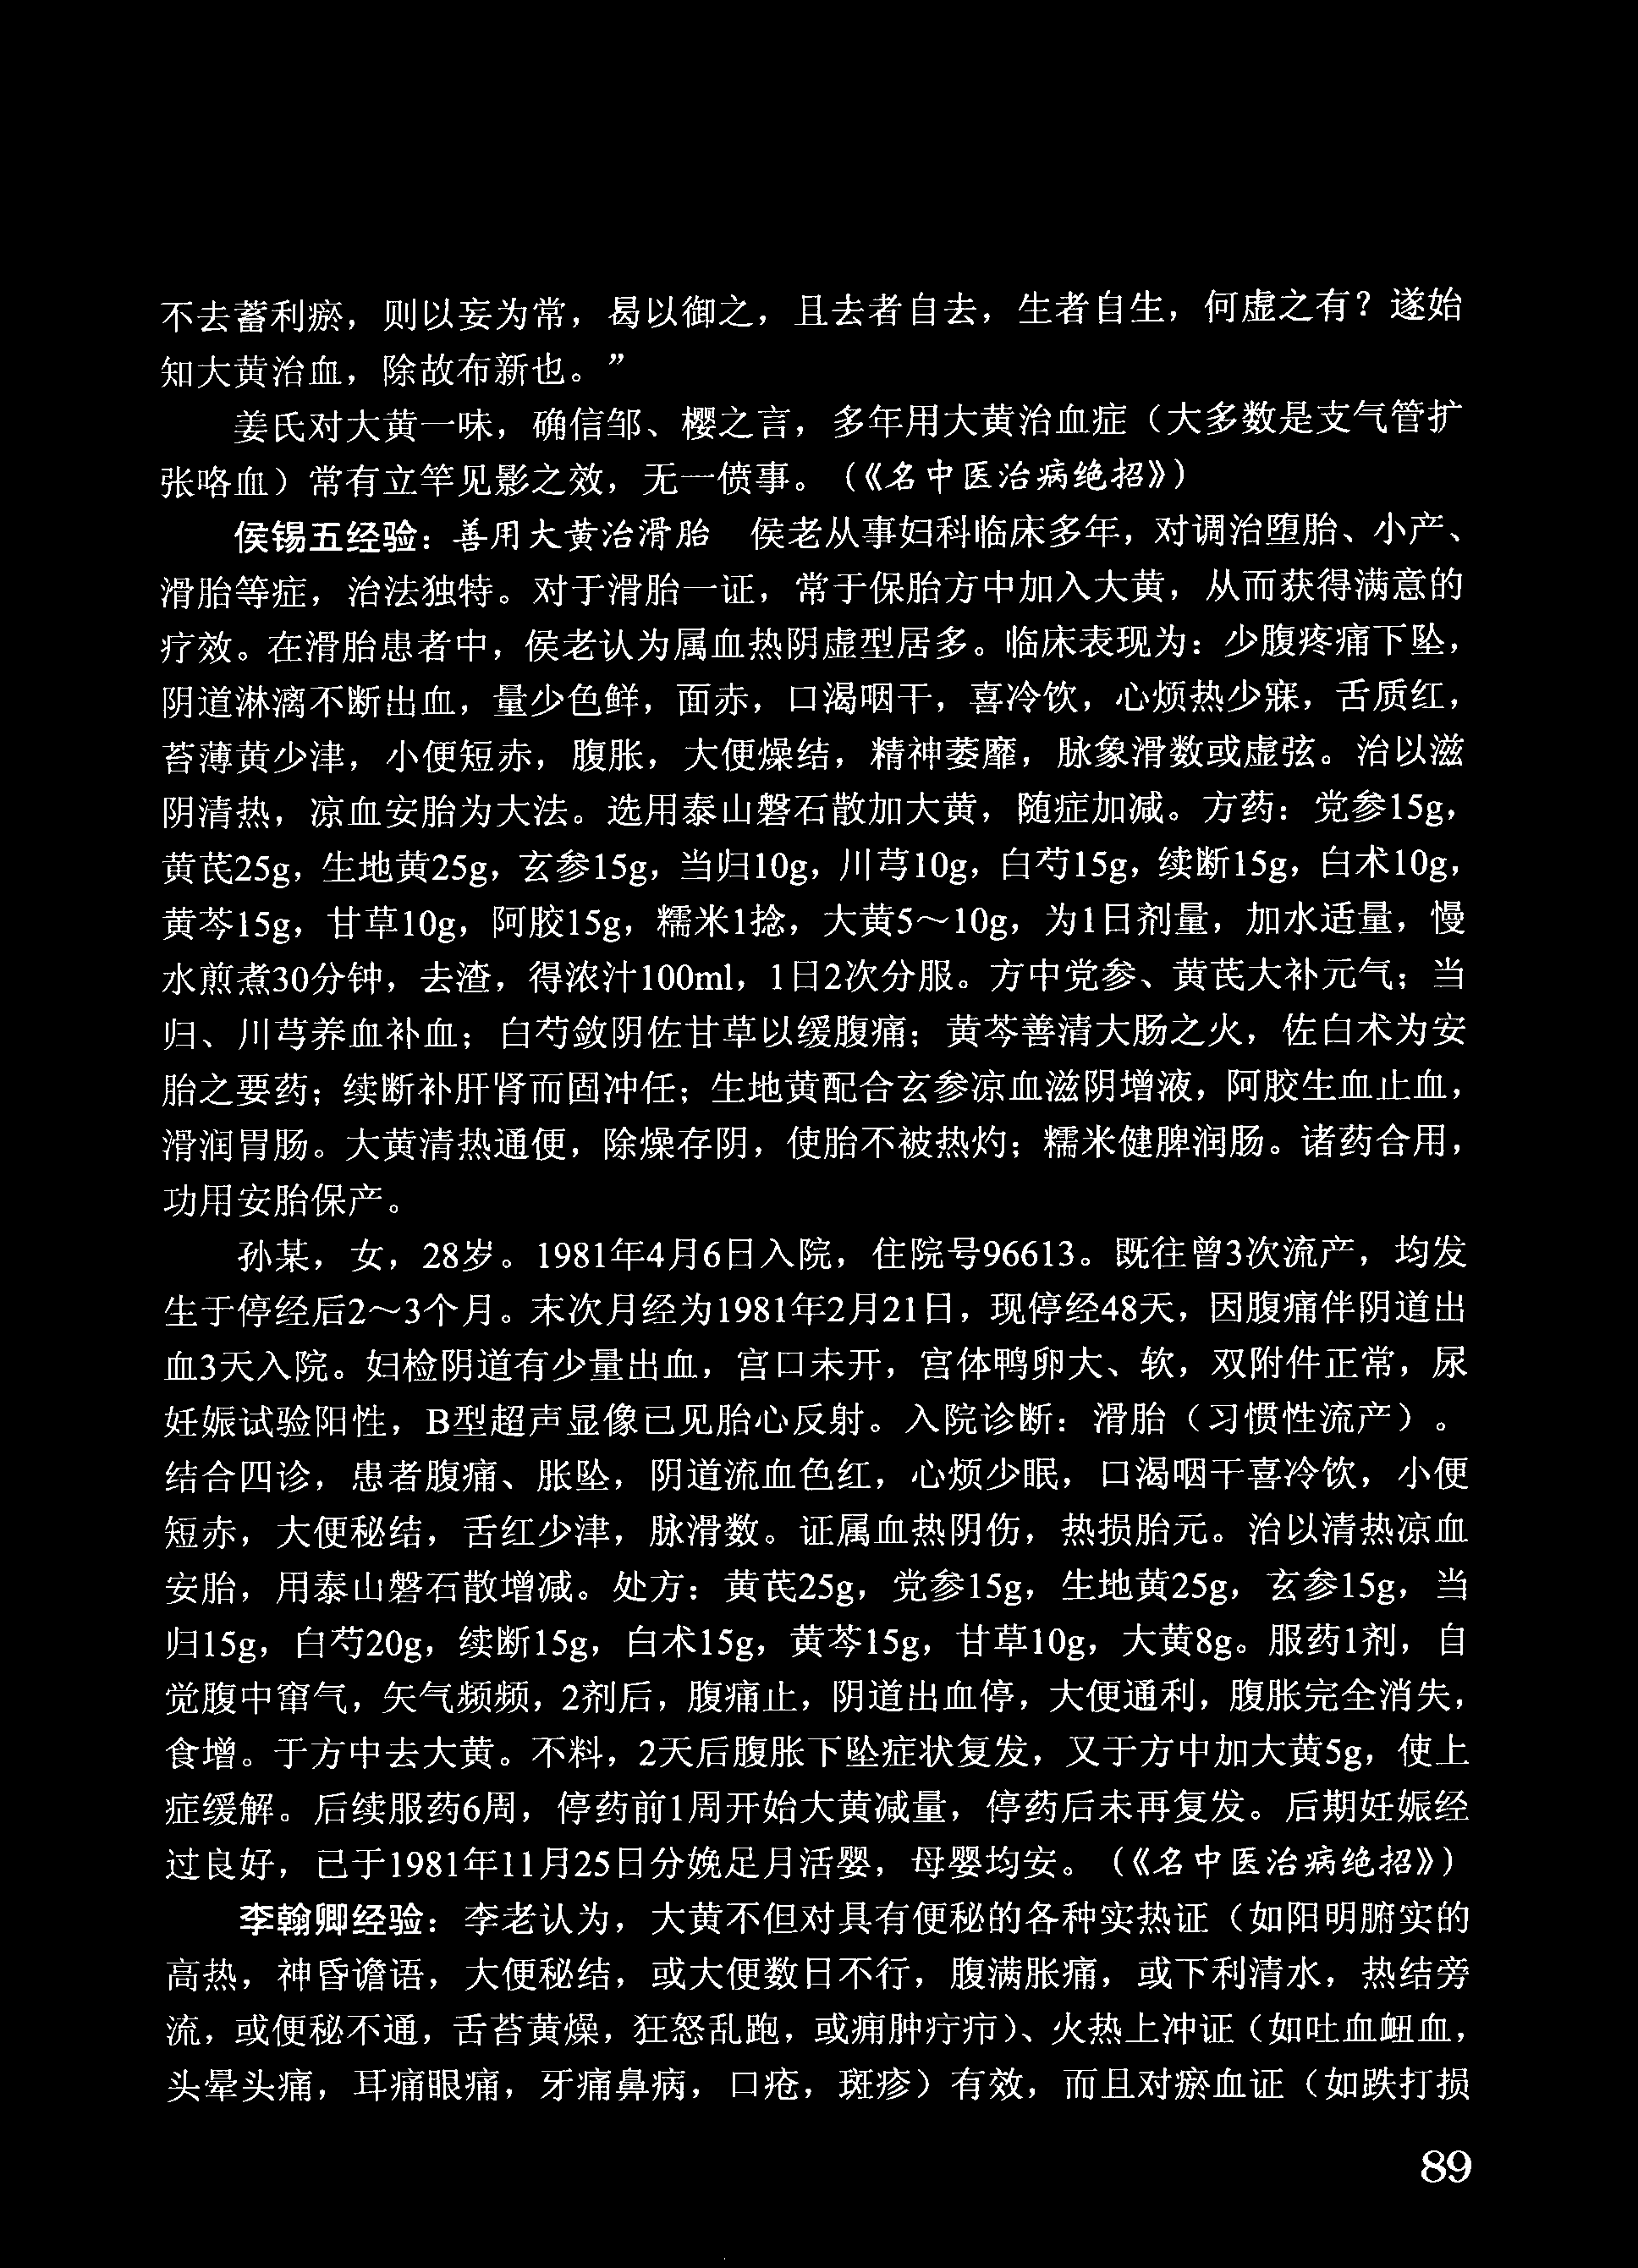 不去蓄利瘀，则以妄为常，曷以御之，且去者自去，生者自生，何虚之有？遂始
知大黄治血，除故布新也。”
姜氏对大黄一味，确信邹、樱之言，多年用大黄治血症（大多数是支气管扩
张咯血）常有立竿见影之效，无一偾事。（《名中医治病绝招》）
侯锡五经验：善用大黄治滑胎　侯老从事妇科临床多年，对调治堕胎、小产、
滑胎等症，治法独特。对于滑胎一证，常于保胎方中加入大黄，从而获得满意的
疗效。在滑胎患者中，侯老认为属血热阴虚型居多。临床表现为：少腹疼痛下坠，
阴道淋漓不断出血，量少色鲜，面赤，口渴咽干，喜冷饮，心烦热少寐，舌质红，
苔薄黄少津，小便短赤，腹胀，大便燥结，精神萎靡，脉象滑数或虚弦。治以滋
阴清热，凉血安胎为大法。选用泰山磐石散加大黄，随症加减。方药：党参15g，
黄芪25g，生地黄25g，玄参15g，当归10g，川芎10g，白芍15g，续断15g，白术10g，
黄芩15g，甘草10g，阿胶15g，糯米1捻，大黄5～10g，为1日剂量，加水适量，慢
水煎煮30分钟，去渣，得浓汁100ml，1日2次分服。方中党参、黄芪大补元气；当
归、川芎养血补血；白芍敛阴佐甘草以缓腹痛；黄芩善清大肠之火，佐白术为安
胎之要药；续断补肝肾而固冲任；生地黄配合玄参凉血滋阴增液，阿胶生血止血，
滑润胃肠。大黄清热通便，除燥存阴，使胎不被热灼；糯米健脾润肠。诸药合用，
功用安胎保产。
孙某，女，28岁。1981年4月6日入院，住院号96613。既往曾3次流产，均发
生于停经后2～3个月。末次月经为1981年2月21日，现停经48天，因腹痛伴阴道出
血3天入院。妇检阴道有少量出血，宫口未开，宫体鸭卵大、软，双附件正常，尿
妊娠试验阳性，B型超声显像已见胎心反射。入院诊断：滑胎（习惯性流产）。
结合四诊，患者腹痛、胀坠，阴道流血色红，心烦少眠，口渴咽干喜冷饮，小便
短赤，大便秘结，舌红少津，脉滑数。证属血热阴伤，热损胎元。治以清热凉血
安胎，用泰山磐石散增减。处方：黄芪25g，党参15g，生地黄25g，玄参15g，当
归15g，白芍20g，续断15g，白术15g，黄芩15g，甘草10g，大黄8g。服药1剂，自
觉腹中窜气，矢气频频，2剂后，腹痛止，阴道出血停，大便通利，腹胀完全消失，
食增。于方中去大黄。不料，2天后腹胀下坠症状复发，又于方中加大黄5g，使上
症缓解。后续服药6周，停药前1周开始大黄减量，停药后未再复发。后期妊娠经
过良好，已于1981年11月25日分娩足月活婴，母婴均安。（《名中医治病绝招》）
李翰卿经验：李老认为，大黄不但对具有便秘的各种实热证（如阳明腑实的
高热，神昏谵语，大便秘结，或大便数日不行，腹满胀痛，或下利清水，热结旁
流，或便秘不通，舌苔黄燥，狂怒乱跑，或痈肿疔疖）、火热上冲证（如吐血衄血，
头晕头痛，耳痛眼痛，牙痛鼻病，口疮，斑疹）有效，而且对瘀血证（如跌打损
89